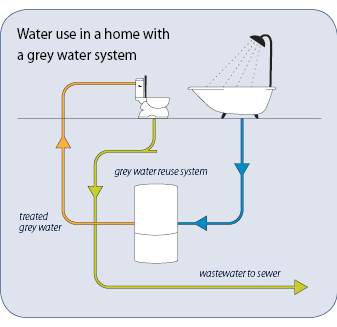 Water use in a home with
a grey water system
grey water reuse system
treated
grey water
wastewater to sewer